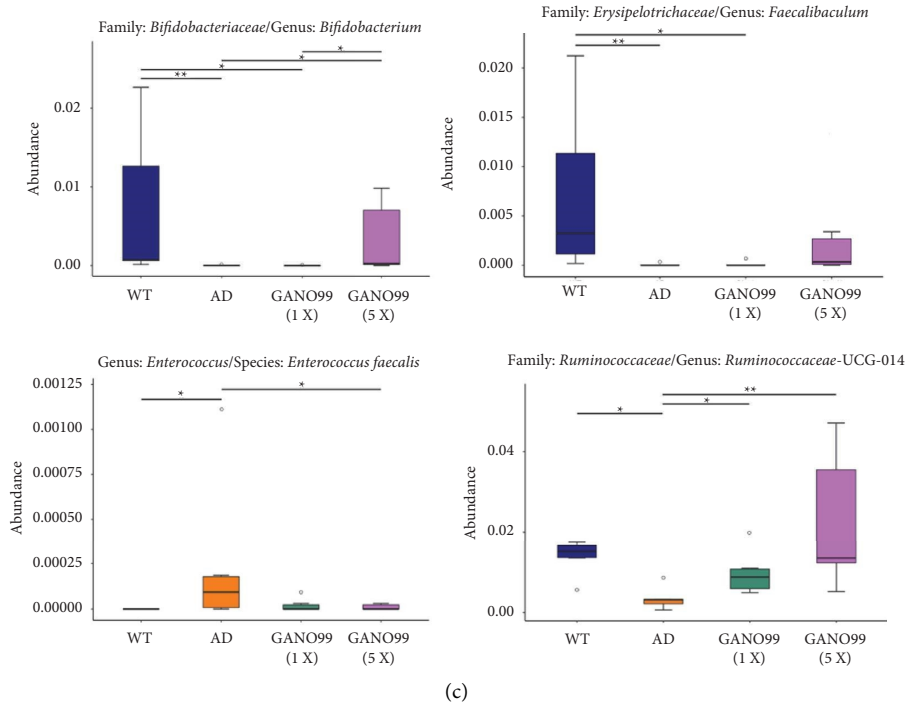 Family: Bifidobacteriaceae/Genus: Bifidobacterium
*
*
*
**
0.02
0.01
0.00
Abundance
WT
AD
GANO99
(1 X)
GANO99
(5 X)
Family: Erysipelotrichaceae/Genus: Faecalibaculum
*
**
0.020
0.015
0.010
0.005
0.000
Abundance
WT
AD
GANO99
(1 X)
GANO99
(5 X)
Genus: Enterococcus/Species: Enterococcus faecalis
*
*
0.00125
0.00100
0.00075
0.00050
0.00025
0.00000
Abundance
WT
AD
GANO99
(1 X)
GANO99
(5 X)
Family: Ruminococcaceae/Genus: Ruminococcaceae-UCG-014
**
*
*
0.04
0.02
0.00
Abundance
WT
AD
GANO99
(1 X)
GANO99
(5 X)
(c)